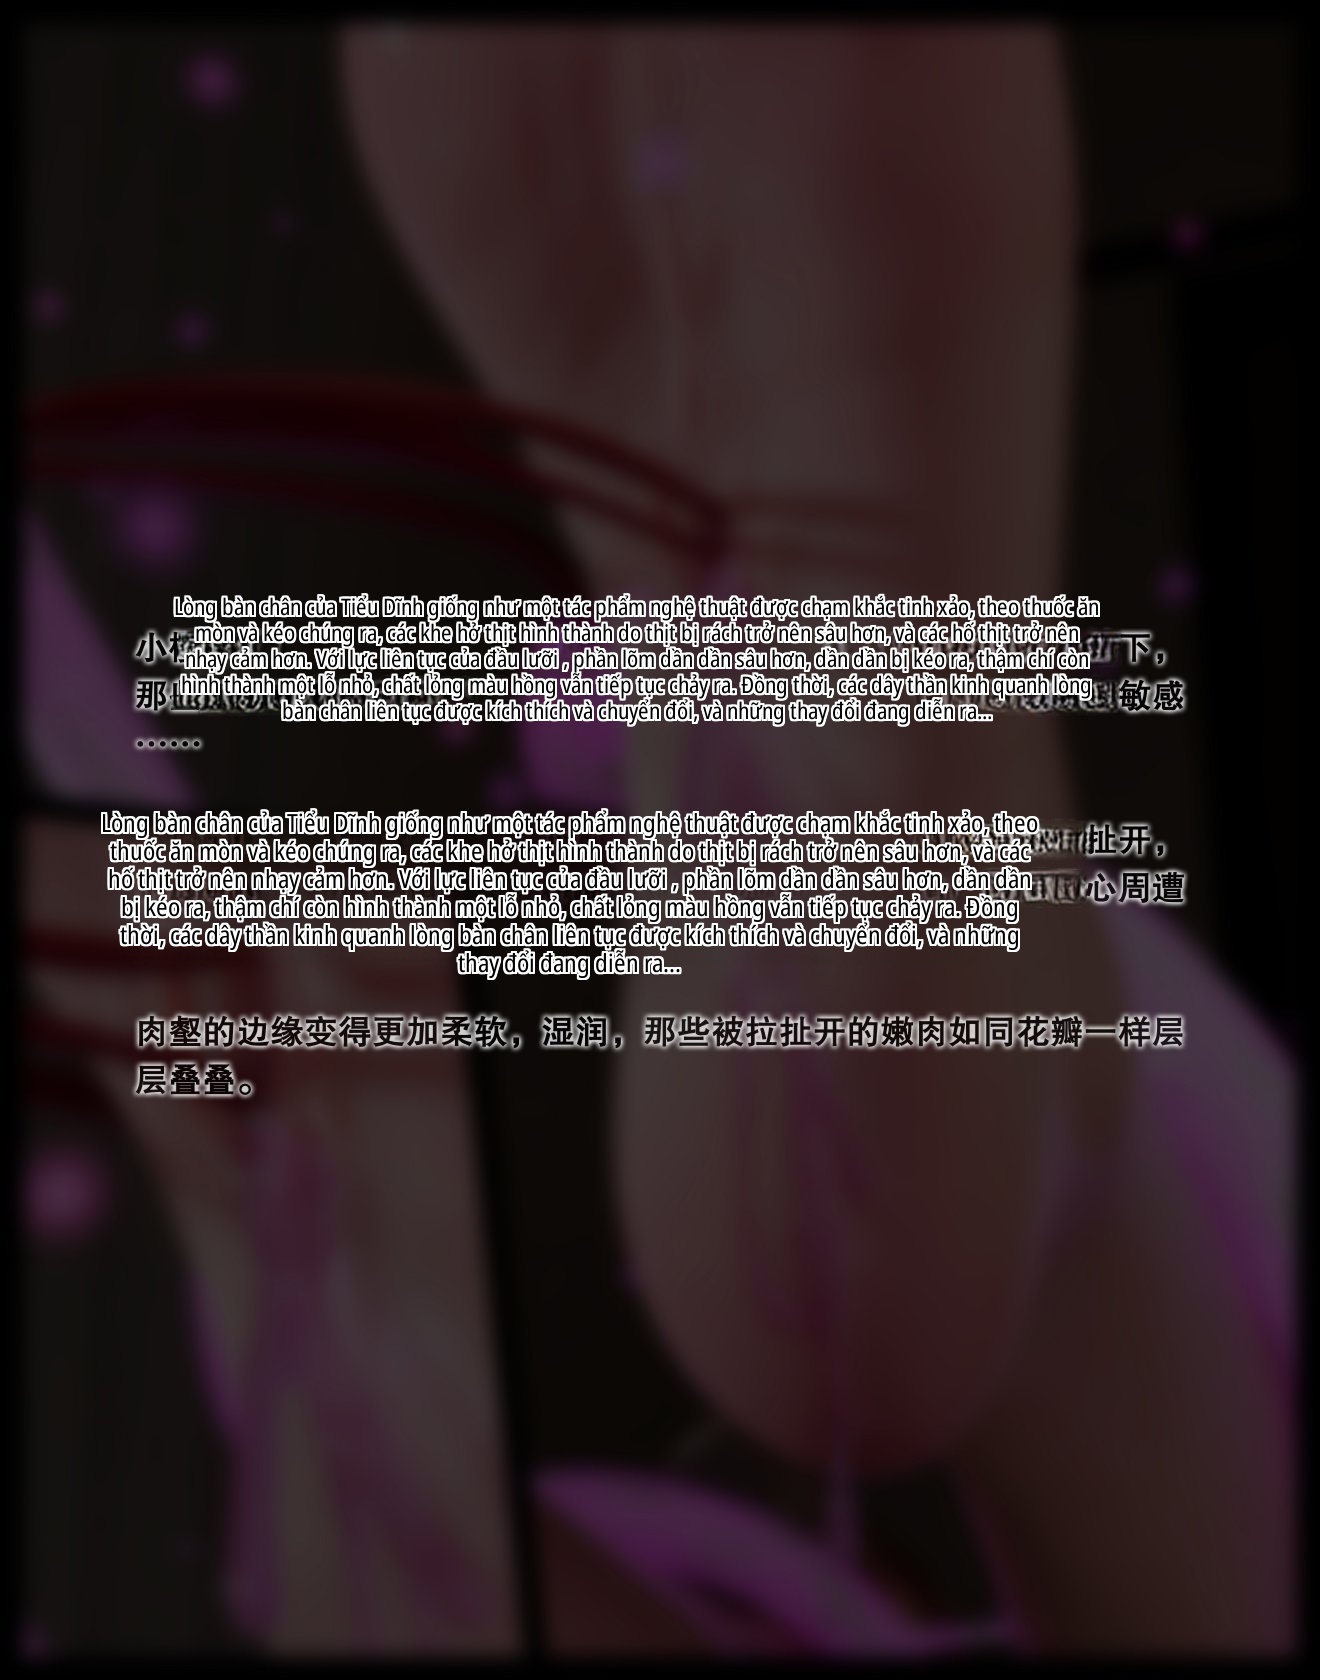 Lòng bàn chân của Tiểu Dĩnh giống như một tác phẩm nghệ thuật được chạm khắc tinh xảo, theo thuốc ăn
mòn và kéo chúng ra, các khe hở thịt hình thành do thịt bị rách trở nên sâu hơn, và các hố thịt trở nên
nhạy cảm hơn. Với lực liên tục của đầu lưỡi , phần lõm dần dần sâu hơn, dần dần bị kéo ra, thậm chí còn
hình thành một lỗ nhỏ, chất lỏng màu hồng vẫn tiếp tục chảy ra. Đồng thời, các dây thần kinh quanh lòng
bàn chân liên tục được kích thích và chuyển đổi, và những thay đổi đang diễn ra...
小 下，
那些 敏感
……
Lòng bàn chân của Tiểu Dĩnh giống như một tác phẩm nghệ thuật được chạm khắc tinh xảo, theo
thuốc ăn mòn và kéo chúng ra, các khe hở thịt hình thành do thịt bị rách trở nên sâu hơn, và các
hố thịt trở nên nhạy cảm hơn. Với lực liên tục của đầu lưỡi , phần lõm dần dần sâu hơn, dần dần
bị kéo ra, thậm chí còn hình thành một lỗ nhỏ, chất lỏng màu hồng vẫn tiếp tục chảy ra. Đồng
thời, các dây thần kinh quanh lòng bàn chân liên tục được kích thích và chuyển đổi, và những
thay đổi đang diễn ra...
扯开，
心周遭
肉壑的边缘变得更加柔软，湿润，那些被拉扯开的嫩肉如同花瓣一样层
层叠叠。